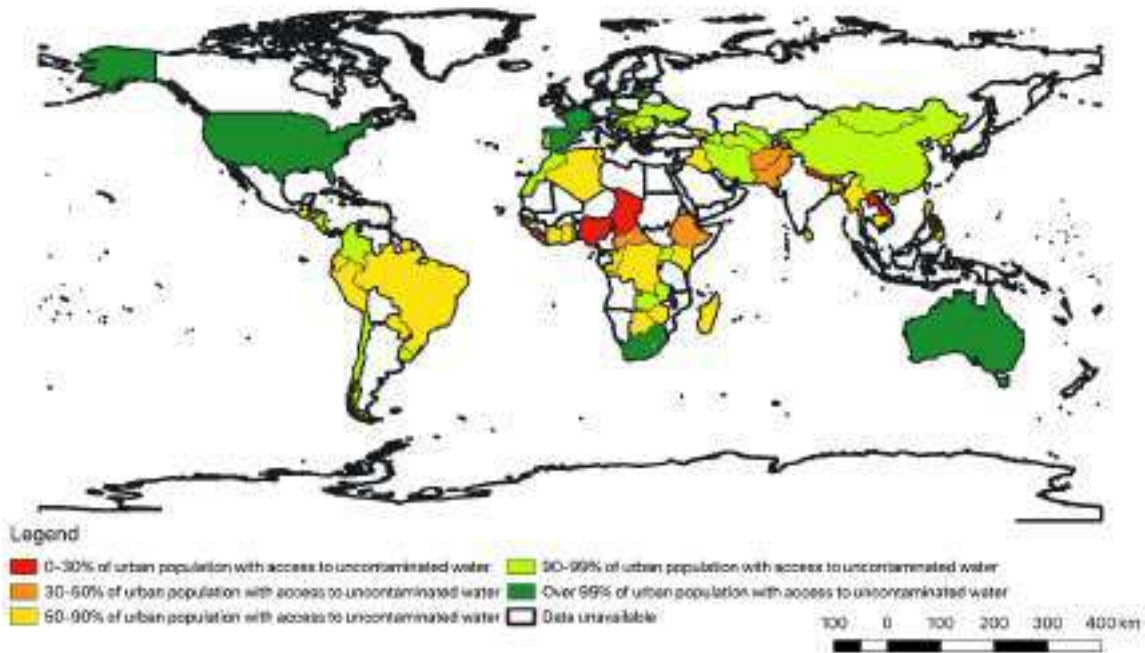 Legend
0-30% of urban population with access to uncontaminated water
30-60% of urban population with access to uncontaminated water
60-90% of urban population with access to uncontaminated water
90-99% of urban population with access to uncontaminated water
Over 99% of urban population with access to uncontaminated water
Data unavailable
100 0 100 200 300 400 km